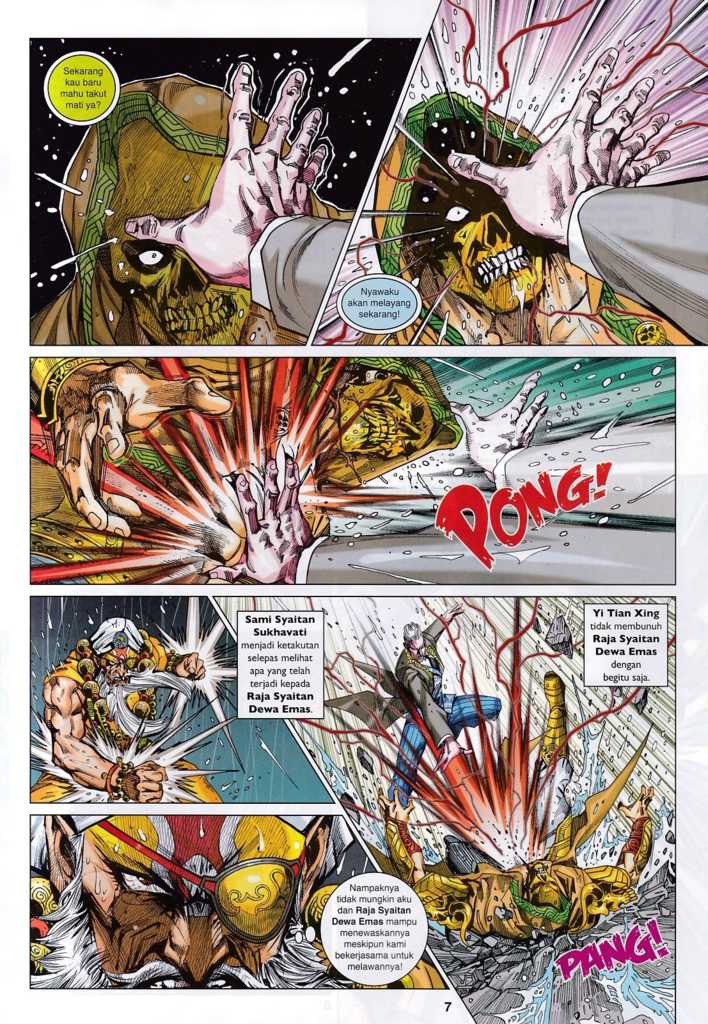 Sekarang
kau baru
mahu takut
mati ya?
Nyawaku
akan melayang
sekarang!
PONG!
Sami Syaitan
Sukhavati
menjadi ketakutan
selepas melihat
apa yang telah
terjadi kepada
Raja Syaitan
Dewa Emas.
Yi Tian Xing
tidak membunuh
Raja Syaitan
Dewa Emas
dengan
begitu saja.
Nampaknya
tidak mungkin aku
dan Raja Syaitan
Dewa Emas mampu
menewaskannya
meskipun kami
bekerjasama untuk
melawannya!
PANG!
7